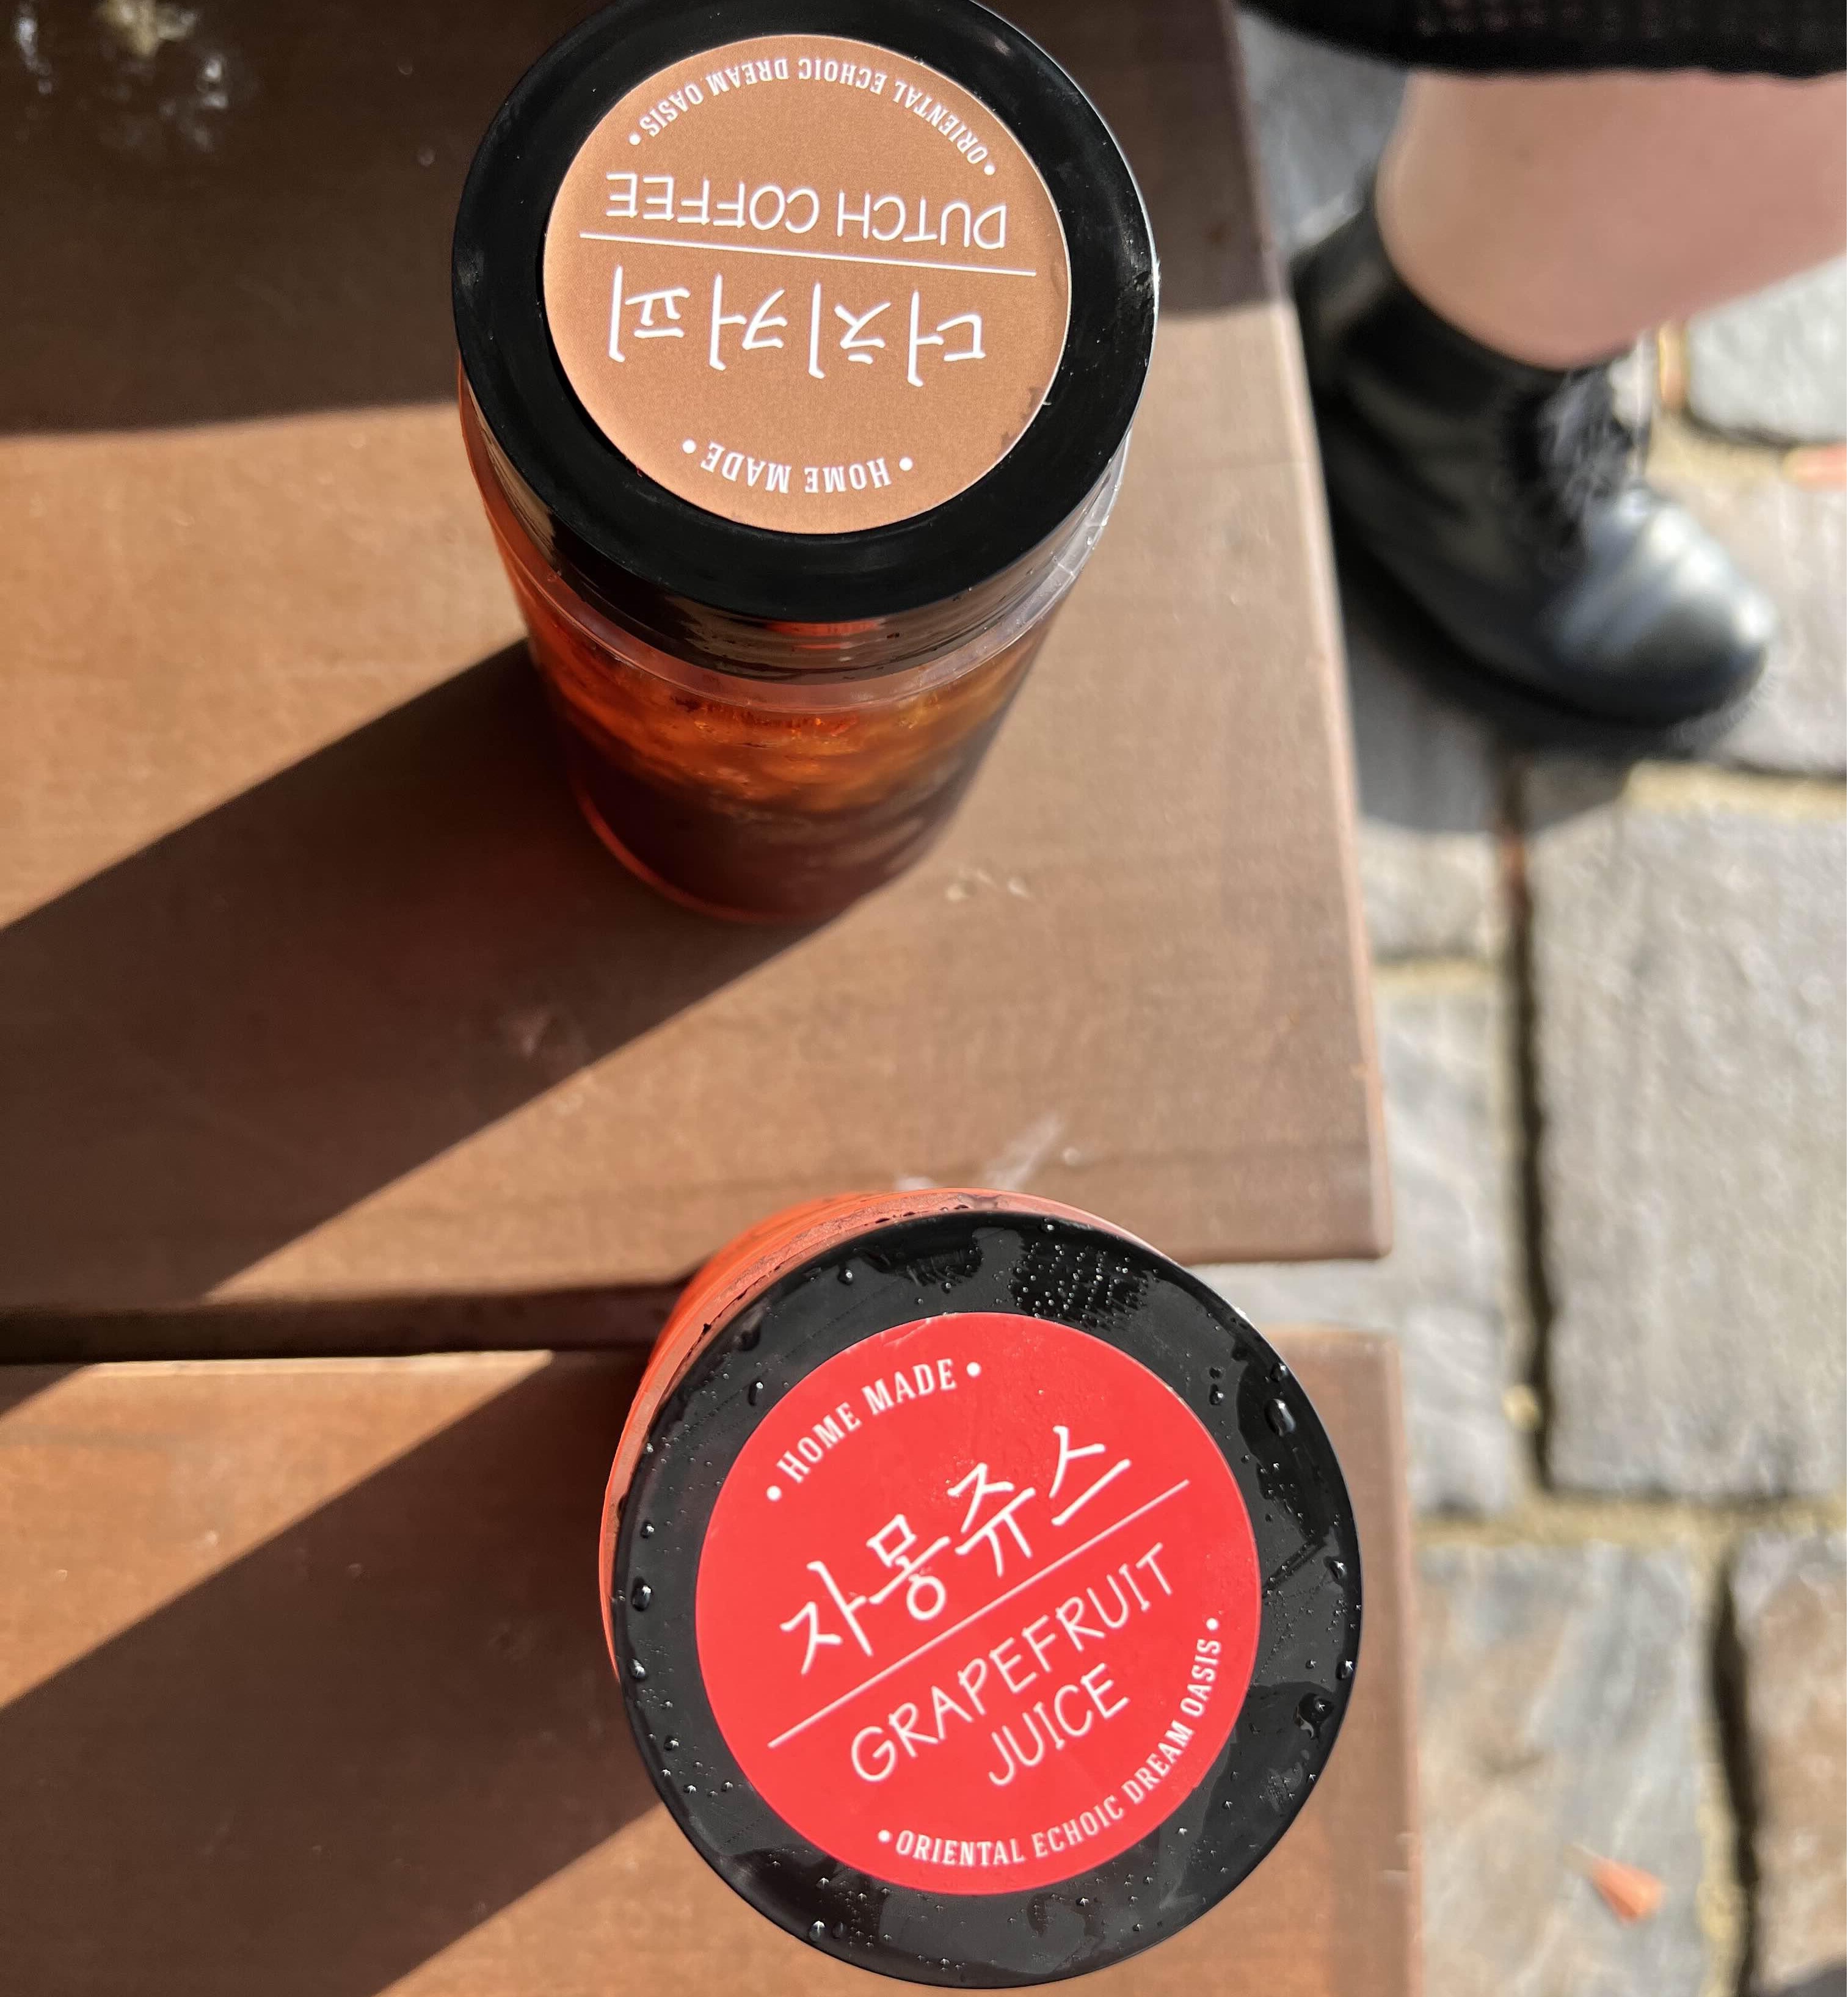 • HOME MADE •
더치커피
DUTCH COFFEE
• ORIENTAL ECHOIC DREAM OASIS •
• HOME MADE •
자몽쥬스
GRAPEFRUIT
JUICE
• ORIENTAL ECHOIC DREAM OASIS •